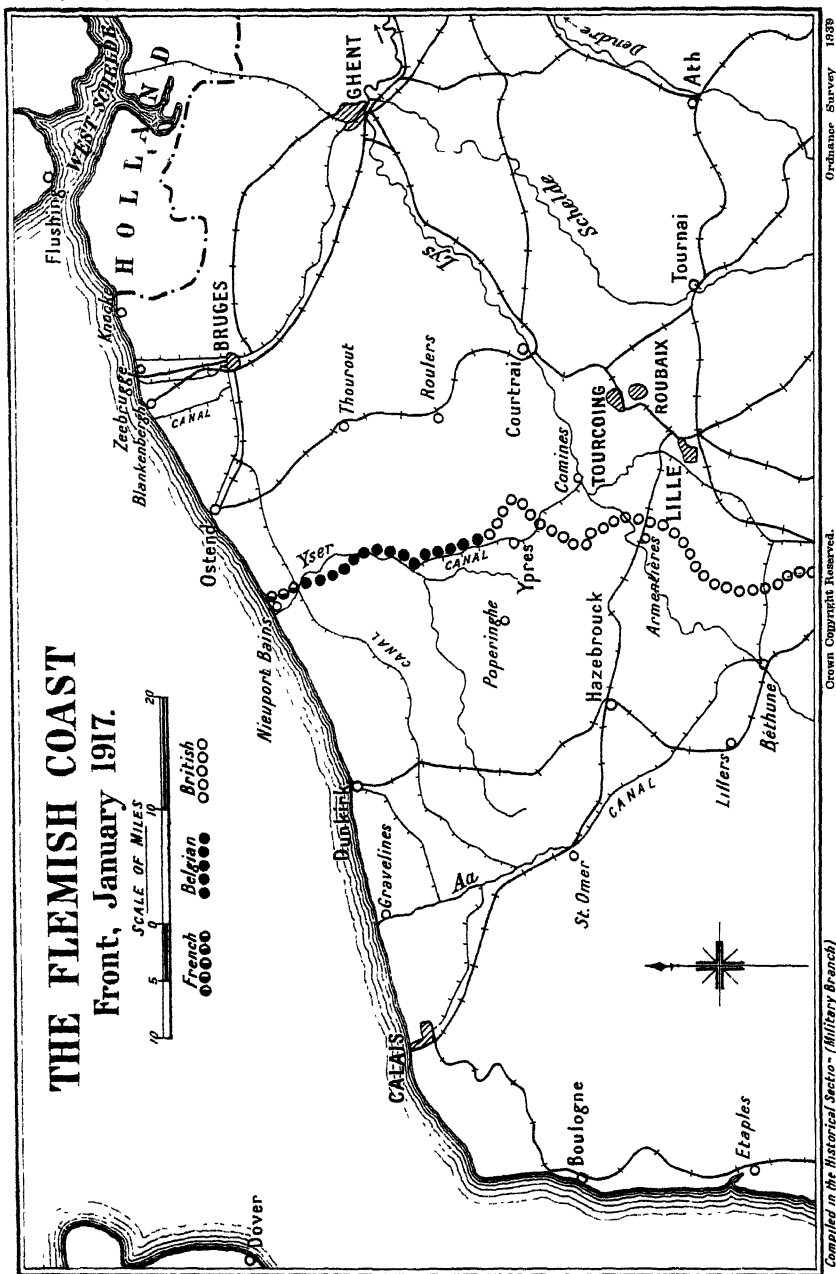 THE FLEMISH COAST
Front, January 1917.
SCALE OF MILES
10 5 0 10 20
French Belgian British
Dover
CALAIS
Gravelines
Dunkirk
Nieuport Bains
Ostend
Blankenberghe
Zeebrugge
Knocke
Flushing
WEST SCHELDE
HOLLAND
BRUGES
CANAL
GHENT
Thourout
Roulers
Yser
CANAL
CANAL
Ypres
Poperinghe
Aa
St. Omer
CANAL
Hazebrouck
Armentières
Comines
Courtrai
Lys
Schelde
Dendre
Ath
Tournai
TOURCOING
ROUBAIX
LILLE
Lillers
Béthune
Boulogne
Etaples
Compiled in the Historical Section (Military Branch)
Crown Copyright Reserved.
Ordnance Survey 1939